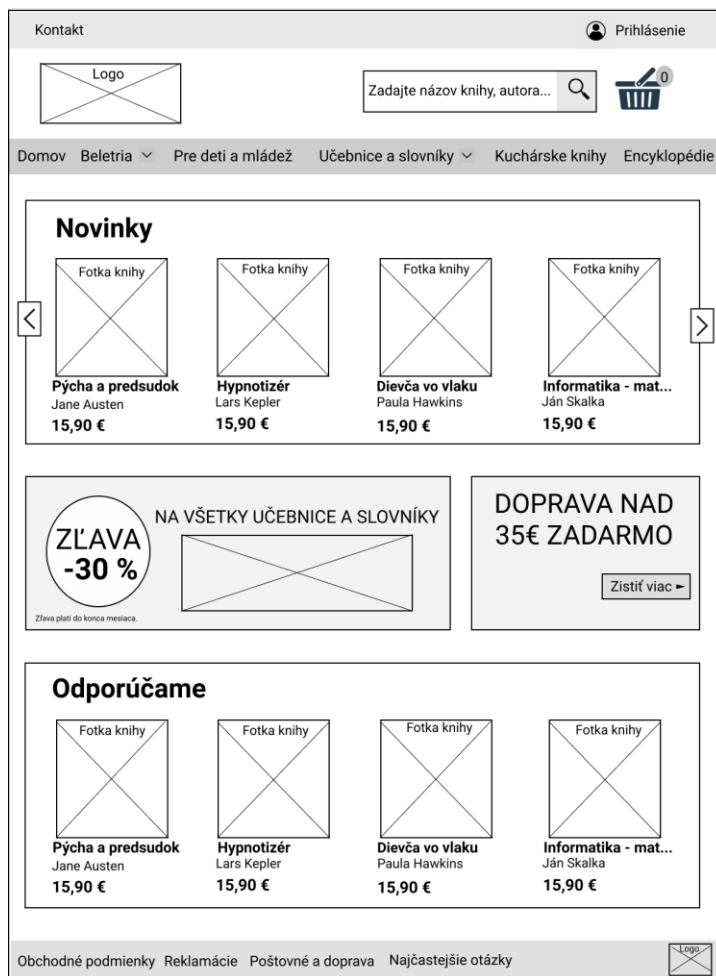 Kontakt
Prihlásenie
Logo
Zadajte názov knihy, autora...
0
Domov Beletria Pre deti a mládež Učebnice a slovníky Kuchárske knihy Encyklopédie
Novinky
Fotka knihy Fotka knihy Fotka knihy Fotka knihy
Pýcha a predsudok Hypnotizér Dievča vo vlaku Informatika - mat...
Jane Austen Lars Kepler Paula Hawkins Ján Skalka
15,90 € 15,90 € 15,90 € 15,90 €
ZĽAVA
-30 %
NA VŠETKY UČEBNICE A SLOVNÍKY
Zľava platí do konca mesiaca.
DOPRAVA NAD
35€ ZADARMO
Zistiť viac
Odporúčame
Fotka knihy Fotka knihy Fotka knihy Fotka knihy
Pýcha a predsudok Hypnotizér Dievča vo vlaku Informatika - mat...
Jane Austen Lars Kepler Paula Hawkins Ján Skalka
15,90 € 15,90 € 15,90 € 15,90 €
Obchodné podmienky Reklamácie Poštovné a doprava Najčastejšie otázky
Logo